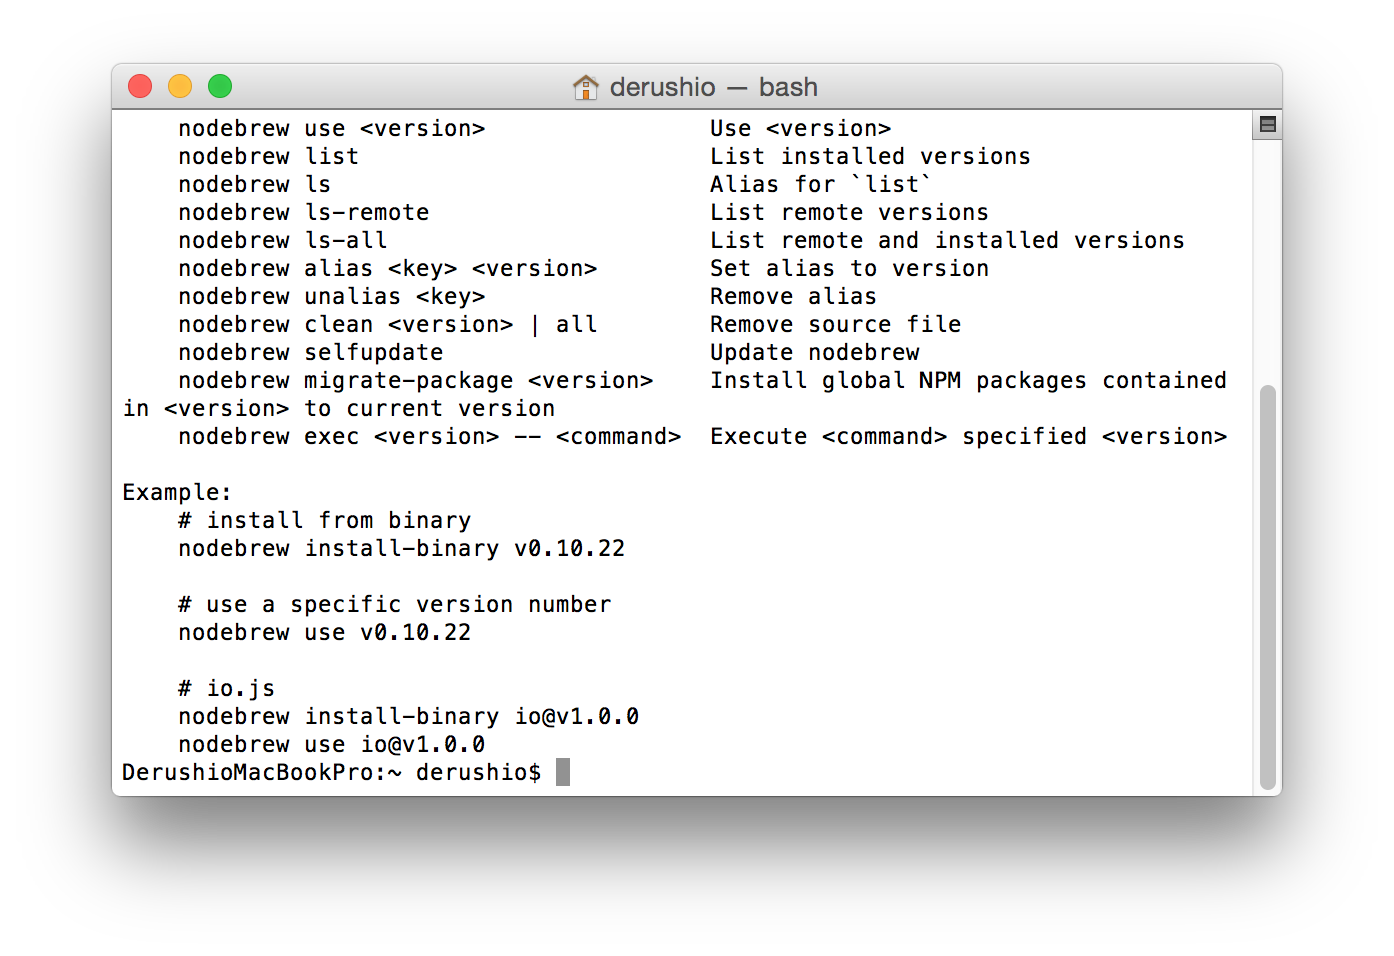 derushio — bash
    nodebrew use <version>                Use <version>
    nodebrew list                         List installed versions
    nodebrew ls                           Alias for `list`
    nodebrew ls-remote                    List remote versions
    nodebrew ls-all                       List remote and installed versions
    nodebrew alias <key> <version>        Set alias to version
    nodebrew unalias <key>                Remove alias
    nodebrew clean <version> | all        Remove source file
    nodebrew selfupdate                   Update nodebrew
    nodebrew migrate-package <version>    Install global NPM packages contained
in <version> to current version
    nodebrew exec <version> -- <command>  Execute <command> specified <version>

Example:
    # install from binary
    nodebrew install-binary v0.10.22

    # use a specific version number
    nodebrew use v0.10.22

    # io.js
    nodebrew install-binary io@v1.0.0
    nodebrew use io@v1.0.0
DerushioMacBookPro:~ derushio$